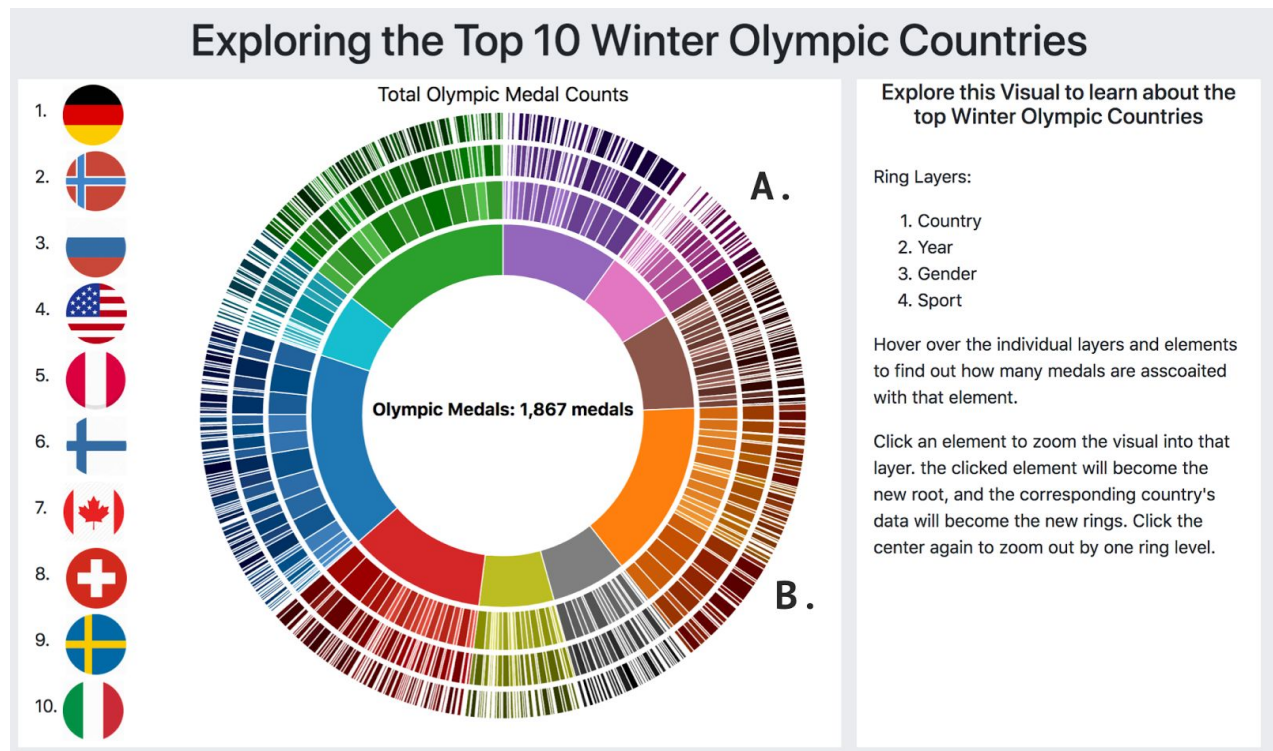 Exploring the Top 10 Winter Olympic Countries
1.
2.
3.
4.
5.
6.
7.
8.
9.
10.
Total Olympic Medal Counts
A.
Olympic Medals: 1,867 medals
B.
Explore this Visual to learn about the
top Winter Olympic Countries
Ring Layers:
1. Country
2. Year
3. Gender
4. Sport
Hover over the individual layers and elements
to find out how many medals are asscoaited
with that element.
Click an element to zoom the visual into that
layer. the clicked element will become the
new root, and the corresponding country's
data will become the new rings. Click the
center again to zoom out by one ring level.